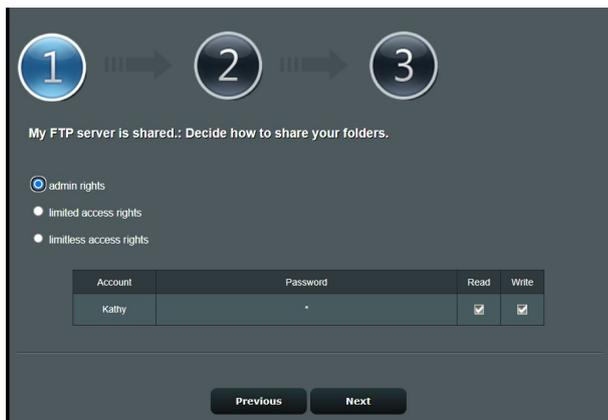 1 2 3
My FTP server is shared.: Decide how to share your folders.
admin rights
limited access rights
limitless access rights
Account Password Read Write
Kathy *
Previous Next